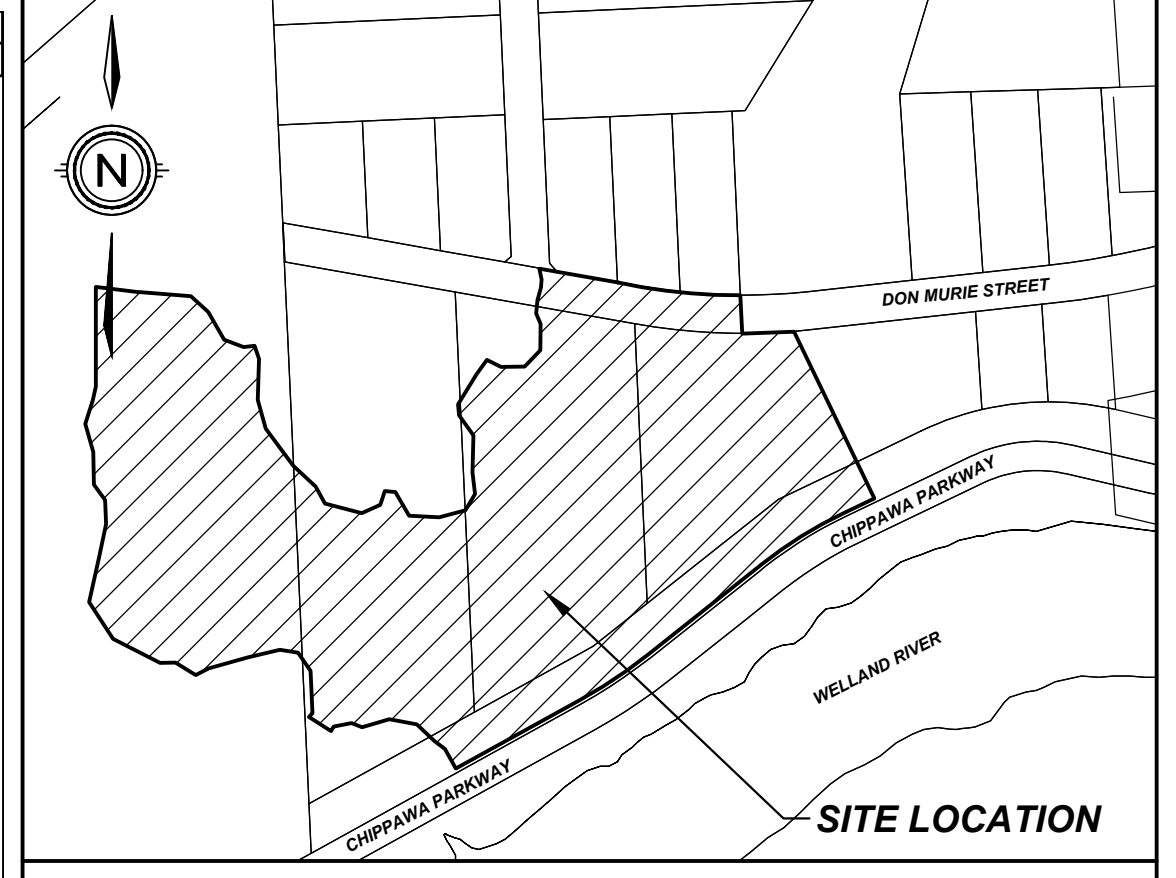 N
DON MURIE STREET
CHIPPAWA PARKWAY
WELLAND RIVER
CHIPPAWA PARKWAY
SITE LOCATION